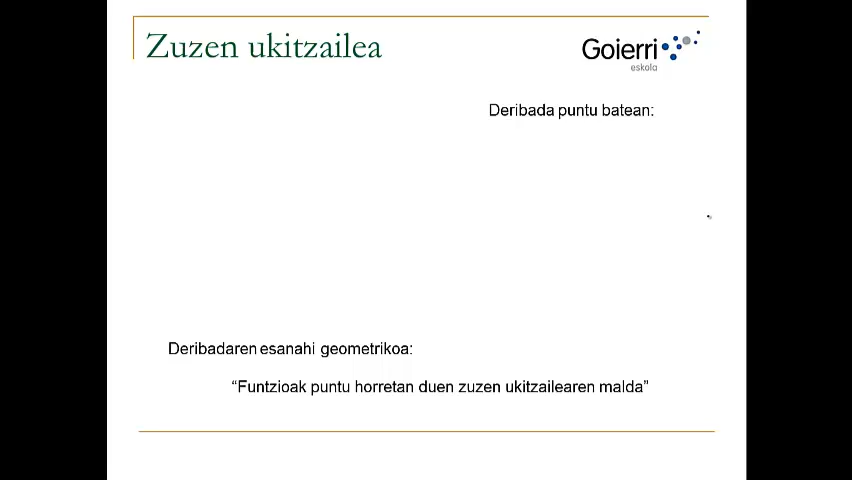 Zuzen ukitzailea
Goierri
eskola
Deribada puntu batean:
Deribadaren esanahi geometrikoa:
“Funtzioak puntu horretan duen zuzen ukitzailearen malda”